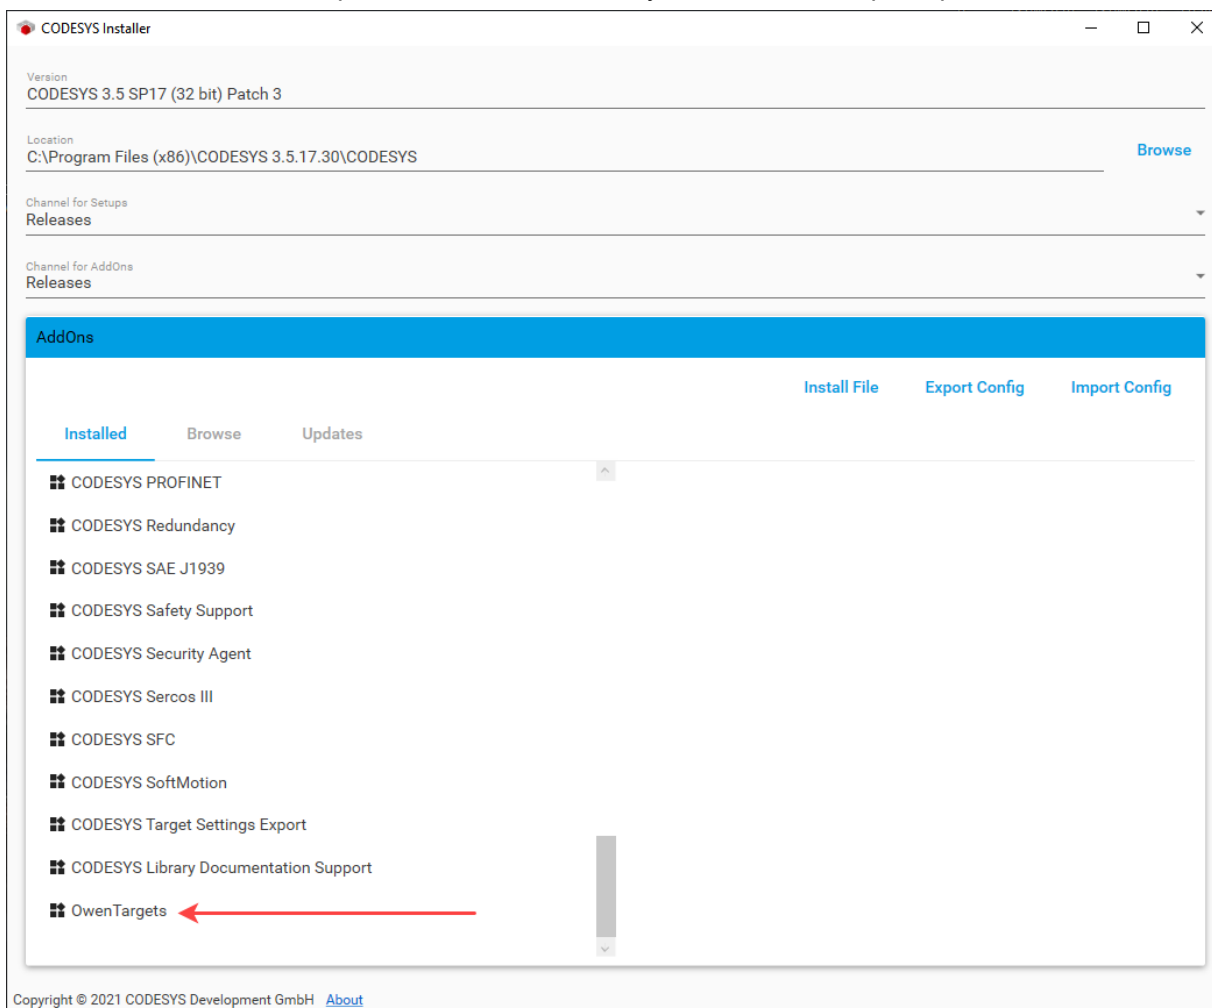 CODESYS Installer
Version
CODESYS 3.5 SP17 (32 bit) Patch 3
Location
C:\Program Files (x86)\CODESYS 3.5.17.30\CODESYS
Browse
Channel for Setups
Releases
Channel for AddOns
Releases
AddOns
Install File Export Config Import Config
Installed Browse Updates
CODESYS PROFINET
CODESYS Redundancy
CODESYS SAE J1939
CODESYS Safety Support
CODESYS Security Agent
CODESYS Sercos III
CODESYS SFC
CODESYS SoftMotion
CODESYS Target Settings Export
CODESYS Library Documentation Support
OwenTargets
Copyright © 2021 CODESYS Development GmbH About